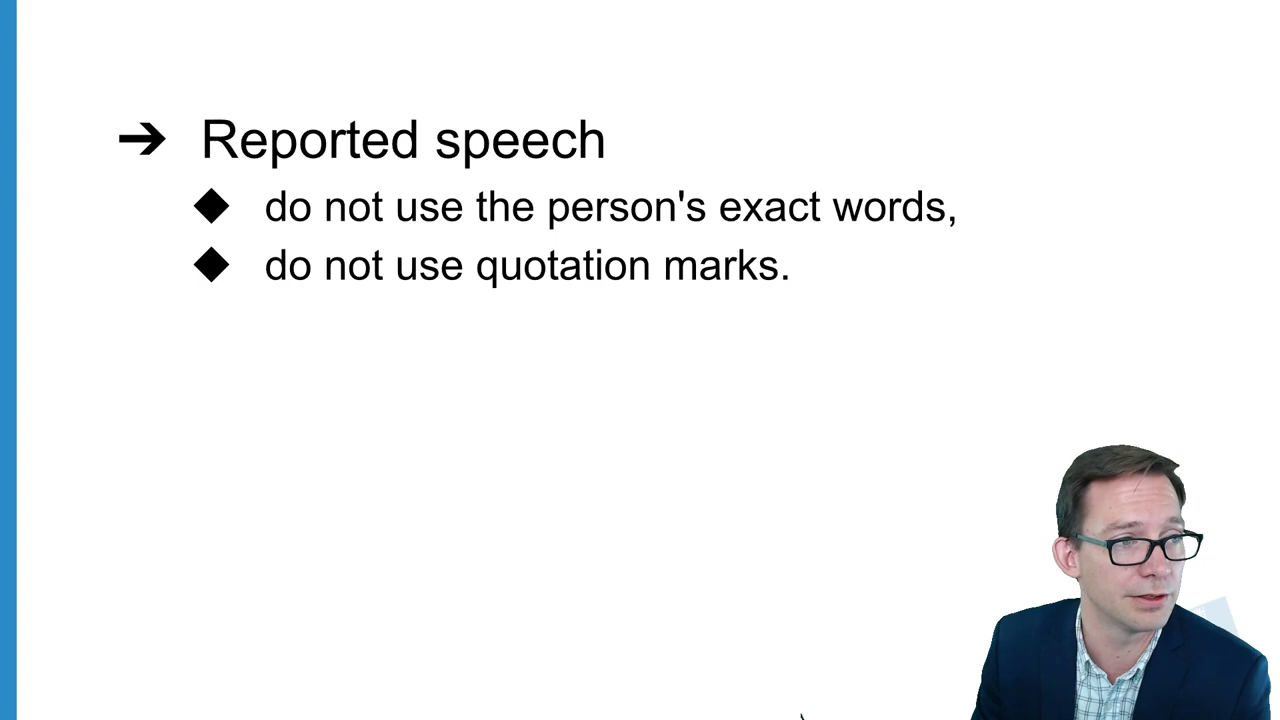 ➔ Reported speech
◆ do not use the person's exact words,
◆ do not use quotation marks.